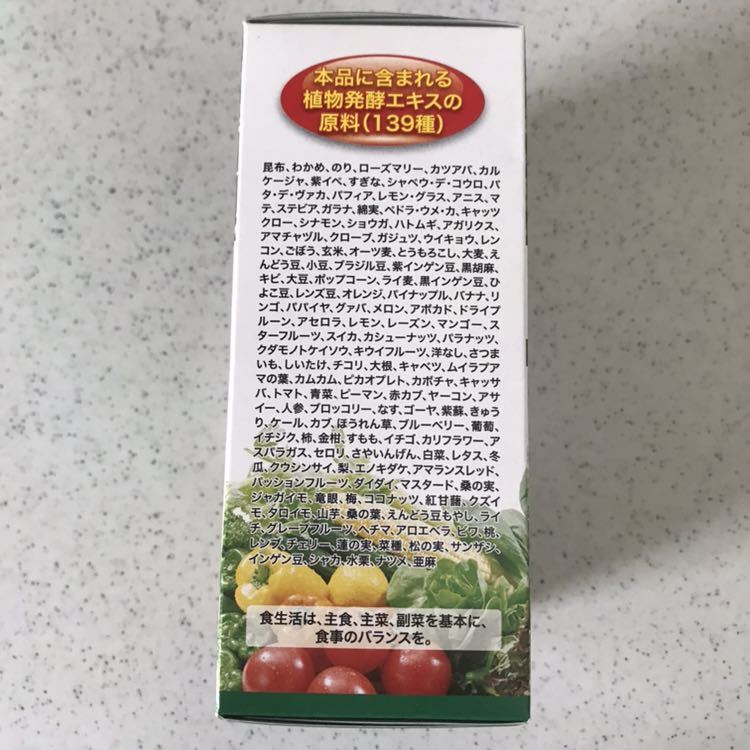 本品に含まれる
植物発酵エキスの
原料(139種)
昆布、わかめ、のり、ローズマリー、カツアバ、カル
ケージャ、紫イペ、すぎな、シャペウ・デ・コウロ、パ
タ・デ・ヴァカ、パフィア、レモン・グラス、アニス、マ
テ、ステビア、ガラナ、綿実、ペドラ・ウメ・カ、キャッツ
クロー、シナモン、ショウガ、ハトムギ、アガリクス、
アマチャヅル、クローブ、ガジュツ、ウイキョウ、レン
コン、ごぼう、玄米、オーツ麦、とうもろこし、大麦、え
んどう豆、小豆、ブラジル豆、紫インゲン豆、黒胡麻、
キビ、大豆、ポップコーン、ライ麦、黒インゲン豆、ひ
よこ豆、レンズ豆、オレンジ、パイナップル、バナナ、リ
ンゴ、パパイヤ、グァバ、メロン、アボカド、ドライプ
ルーン、アセロラ、レモン、レーズン、マンゴー、ス
ターフルーツ、スイカ、カシューナッツ、パラナッツ、
クダモノトケイソウ、キウイフルーツ、洋なし、さつま
いも、しいたけ、チコリ、大根、キャベツ、ムイラプア
マの葉、カムカム、ピカオプレト、カボチャ、キャッサ
バ、トマト、青菜、ピーマン、赤カブ、ヤーコン、アサ
イー、人参、ブロッコリー、なす、ゴーヤ、紫蘇、きゅう
り、ケール、カブ、ほうれん草、ブルーベリー、葡萄、
イチジク、柿、金柑、すもも、イチゴ、カリフラワー、ア
スパラガス、セロリ、さやいんげん、白菜、レタス、冬
瓜、クウシンサイ、梨、エノキダケ、アマランスレッド、
パッションフルーツ、ダイダイ、マスタード、桑の実、
ジャガイモ、竜眼、梅、ココナッツ、紅甘藷、クズイ
モ、タロイモ、山芋、桑の葉、えんどう豆もやし、ライ
チ、グレープフルーツ、ヘチマ、アロエベラ、ビワ、桃、
レンブ、チェリー、蓮の実、菜種、松の実、サンザシ、
インゲン豆、シャカ、水栗、ナツメ、亜麻
食生活は、主食、主菜、副菜を基本に、
食事のバランスを。